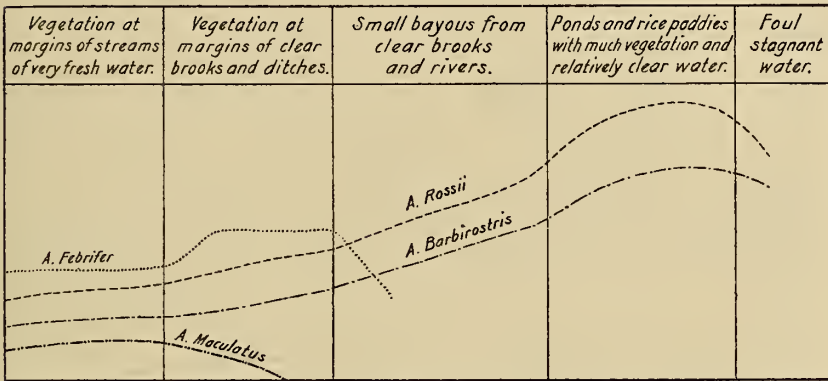 Vegetation at
margins of streams
of very fresh water.
Vegetation at
margins of clear
brooks and ditches.
Small bayous from
clear brooks
and rivers.
Ponds and rice paddies
with much vegetation and
relatively clear water.
Foul
stagnant
water.
A. Rossii
A. Barbirostris
A. Febrifer
A. Maculatus